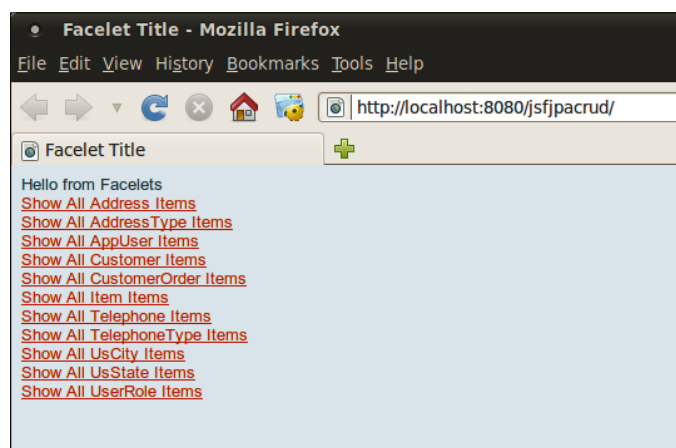 Facelet Title - Mozilla Firefox
File Edit View History Bookmarks Tools Help
http://localhost:8080/jsfjpacrud/
Facelet Title
Hello from Facelets
Show All Address Items
Show All AddressType Items
Show All AppUser Items
Show All Customer Items
Show All CustomerOrder Items
Show All Item Items
Show All Telephone Items
Show All TelephoneType Items
Show All UsCity Items
Show All UsState Items
Show All UserRole Items